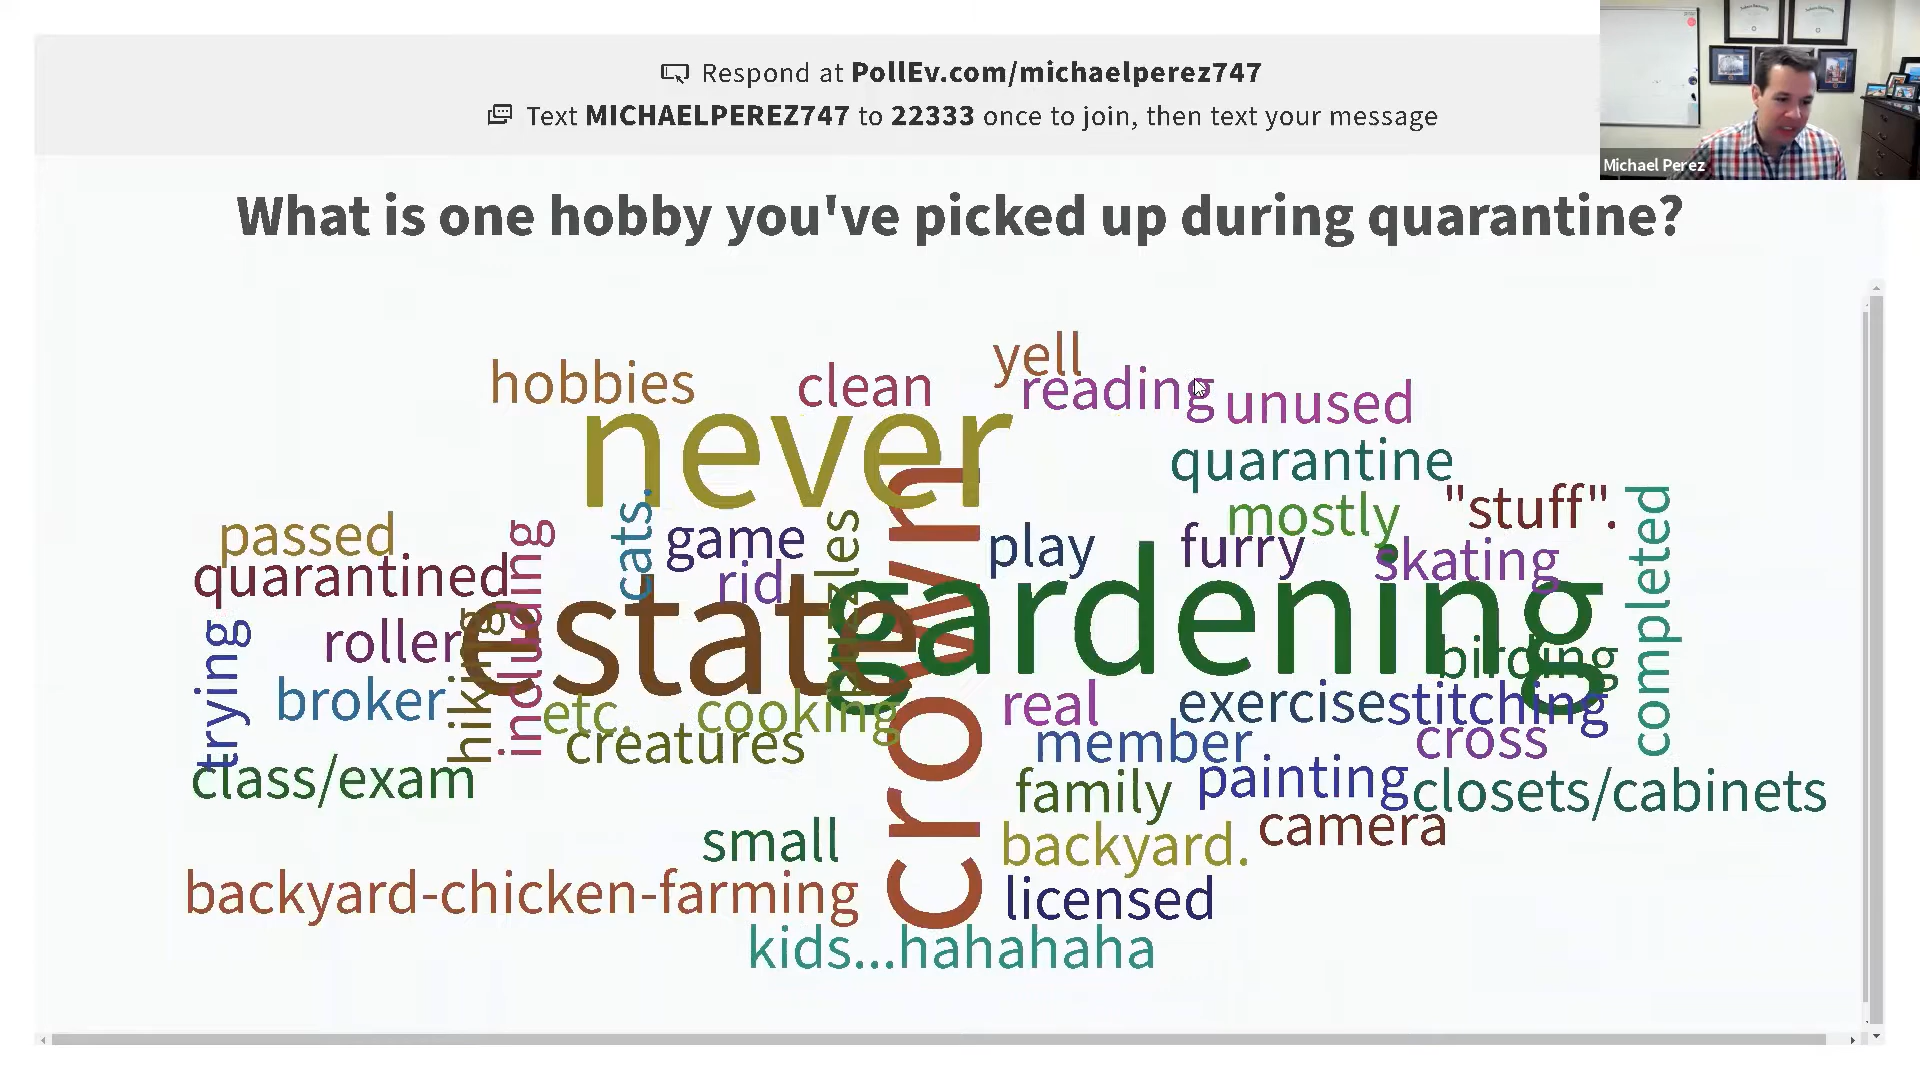 Respond at PollEv.com/michaelperez747
Text MICHAELPEREZ747 to 22333 once to join, then text your message
Michael Perez
What is one hobby you've picked up during quarantine?
yell
hobbies
clean
reading
unused
never
quarantine
"stuff".
mostly
completed
passed
cats.
game
puzzles
crown
play
furry
skating
quarantined
including
rid
estate
gardening
trying
roller
hiking
birding
broker
etc.
cooking
real
exercise
stitching
creatures
member
cross
class/exam
family
painting
closets/cabinets
small
backyard.
camera
backyard-chicken-farming
licensed
kids...hahahaha